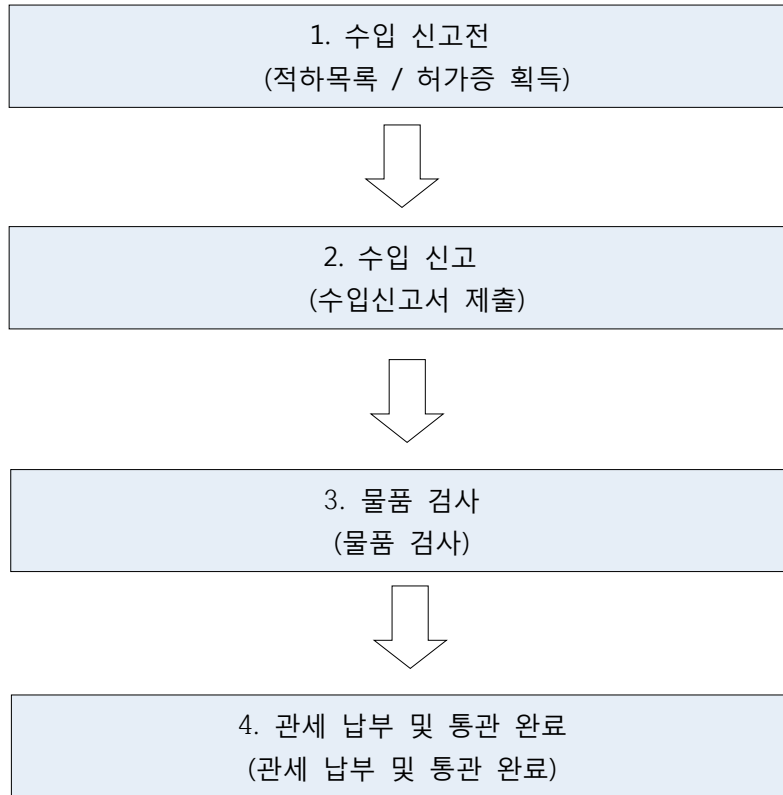 1. 수입 신고전
(적하목록 / 허가증 획득)
2. 수입 신고
(수입신고서 제출)
3. 물품 검사
(물품 검사)
4. 관세 납부 및 통관 완료
(관세 납부 및 통관 완료)